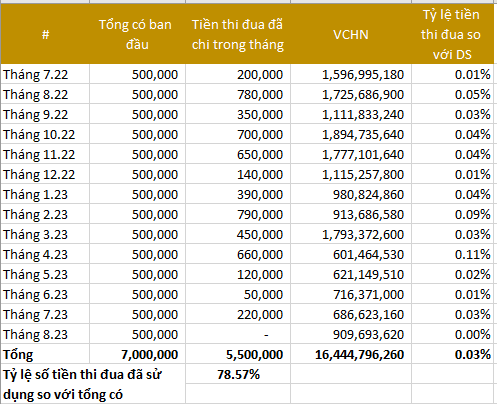 # Tổng có ban đầu Tiền thi đua đã chi trong tháng VCHN Tỷ lệ tiền thi đua so với DS
Tháng 7.22 500,000 200,000 1,596,995,180 0.01%
Tháng 8.22 500,000 780,000 1,725,686,900 0.05%
Tháng 9.22 500,000 350,000 1,111,833,240 0.03%
Tháng 10.22 500,000 700,000 1,894,735,640 0.04%
Tháng 11.22 500,000 650,000 1,777,101,640 0.04%
Tháng 12.22 500,000 140,000 1,115,257,800 0.01%
Tháng 1.23 500,000 390,000 980,824,860 0.04%
Tháng 2.23 500,000 790,000 913,686,580 0.09%
Tháng 3.23 500,000 450,000 1,793,372,600 0.03%
Tháng 4.23 500,000 660,000 601,464,530 0.11%
Tháng 5.23 500,000 120,000 621,149,510 0.02%
Tháng 6.23 500,000 50,000 716,371,000 0.01%
Tháng 7.23 500,000 220,000 686,623,160 0.03%
Tháng 8.23 500,000 - 909,693,620 0.00%
Tổng 7,000,000 5,500,000 16,444,796,260 0.03%
Tỷ lệ số tiền thi đua đã sử 78.57%
dụng so với tổng có